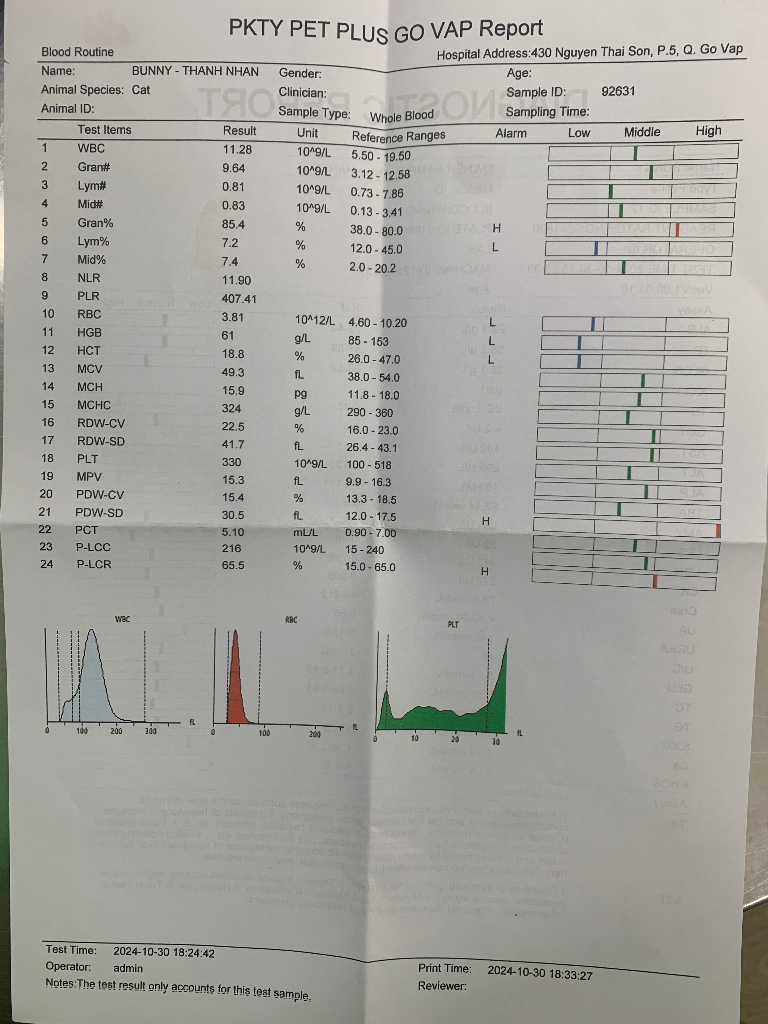 PKTY PET PLUS GO VAP Report
Blood Routine Hospital Address:430 Nguyen Thai Son, P.5, Q. Go Vap
Name: BUNNY - THANH NHAN Gender: Age:
Animal Species: Cat Clinician: Sample ID: 92631
Animal ID: Sample Type: Whole Blood Sampling Time:
Test Items Result Unit Reference Ranges Alarm Low Middle High
1 WBC 11.28 10^9/L 5.50 - 19.50
2 Gran# 9.64 10^9/L 3.12 - 12.58
3 Lym# 0.81 10^9/L 0.73 - 7.86
4 Mid# 0.83 10^9/L 0.13 - 3.41
5 Gran% 85.4 % 38.0 - 80.0 H
6 Lym% 7.2 % 12.0 - 45.0 L
7 Mid% 7.4 % 2.0 - 20.2
8 NLR 11.90
9 PLR 407.41
10 RBC 3.81 10^12/L 4.60 - 10.20 L
11 HGB 61 g/L 85 - 153 L
12 HCT 18.8 % 26.0 - 47.0 L
13 MCV 49.3 fL 38.0 - 54.0
14 MCH 15.9 pg 11.8 - 18.0
15 MCHC 324 g/L 290 - 360
16 RDW-CV 22.5 % 16.0 - 23.0
17 RDW-SD 41.7 fL 26.4 - 43.1
18 PLT 330 10^9/L 100 - 518
19 MPV 15.3 fL 9.9 - 16.3
20 PDW-CV 15.4 % 13.3 - 18.5
21 PDW-SD 30.5 fL 12.0 - 17.5 H
22 PCT 5.10 mL/L 0.90 - 7.00
23 P-LCC 216 10^9/L 15 - 240
24 P-LCR 65.5 % 15.0 - 65.0 H
WBC RBC PLT
0 100 200 300 fL 0 100 200 fL 0 10 20 30 fL
Test Time: 2024-10-30 18:24:42 Print Time: 2024-10-30 18:33:27
Operator: admin Reviewer:
Notes:The test result only accounts for this test sample.